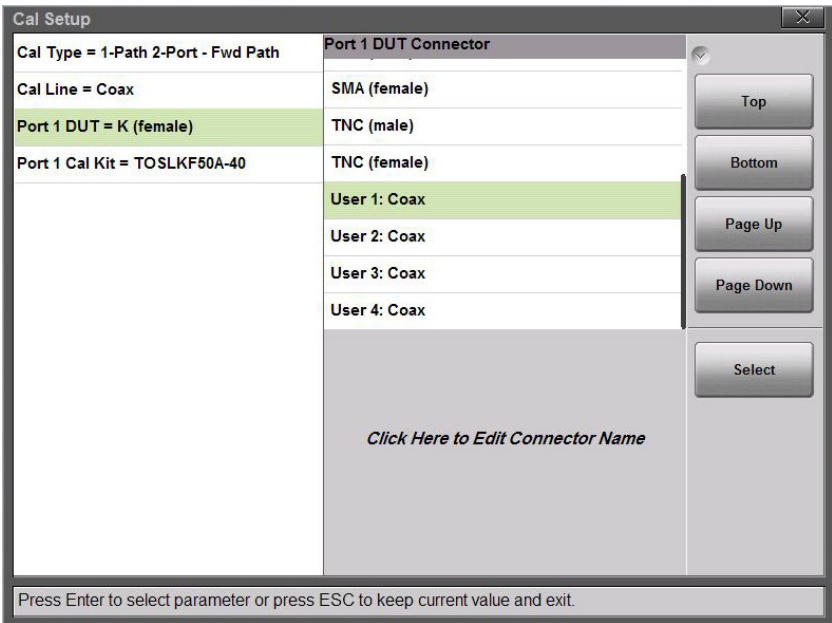 Cal Setup
Cal Type = 1-Path 2-Port - Fwd Path
Cal Line = Coax
Port 1 DUT = K (female)
Port 1 Cal Kit = TOSLKF50A-40
Port 1 DUT Connector
SMA (female)
TNC (male)
TNC (female)
User 1: Coax
User 2: Coax
User 3: Coax
User 4: Coax
Click Here to Edit Connector Name
Top
Bottom
Page Up
Page Down
Select
Press Enter to select parameter or press ESC to keep current value and exit.